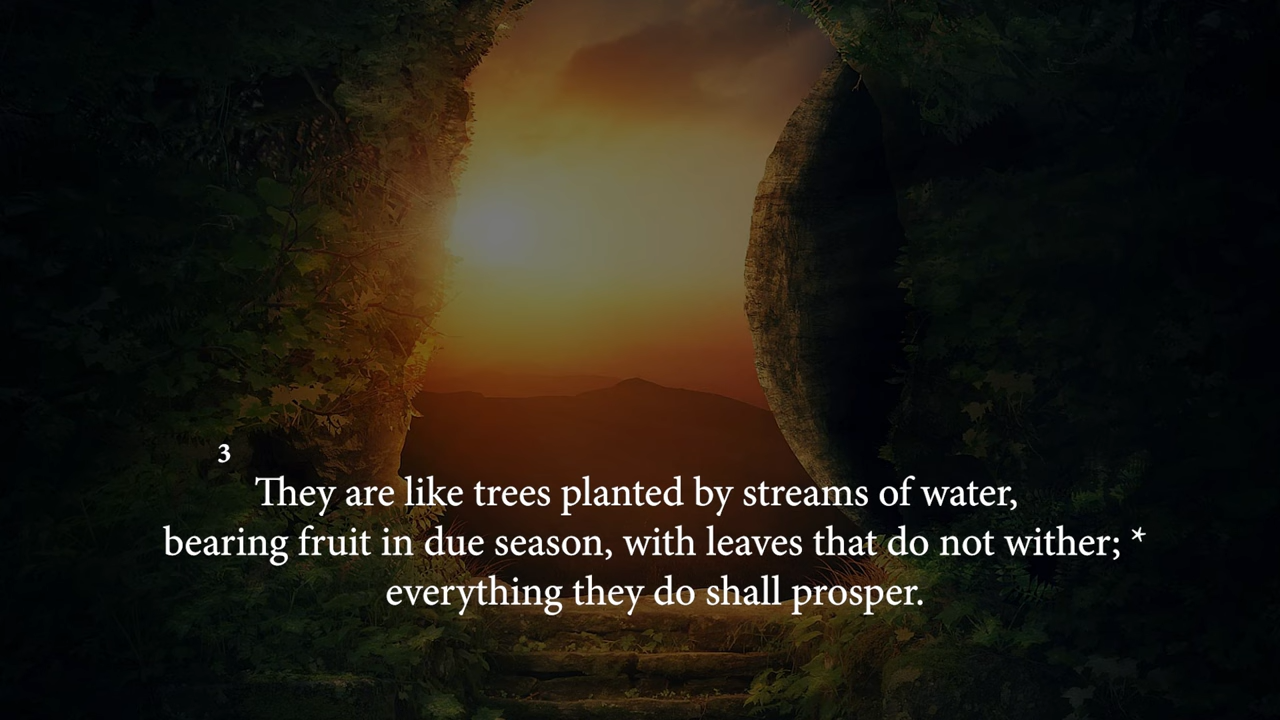 3
They are like trees planted by streams of water,
bearing fruit in due season, with leaves that do not wither; *
everything they do shall prosper.